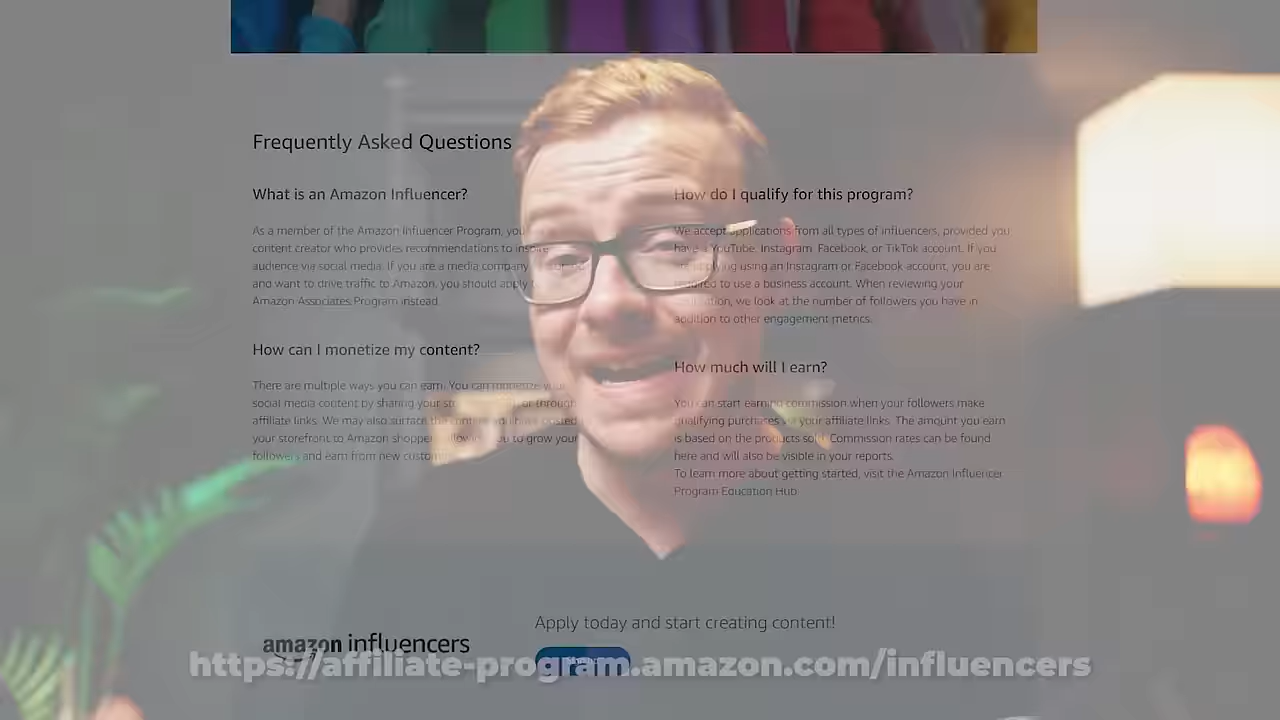 Frequently Asked Questions
What is an Amazon Influencer?
As a member of the Amazon Influencer Program, you
content creator who provides recommendations to inspire
audience via social media. If you are a media company
and want to drive traffic to Amazon, you should apply
Amazon Associates Program instead
How can I monetize my content?
There are multiple ways you can earn. You can monetize your
social media content by sharing your or through
affiliate links. We may also surface the content you have posted
your storefront to Amazon shoppers you to grow your
followers and earn from new
How do I qualify for this program?
We accept applications from all types of influencers, provided you
have a YouTube, Instagram, Facebook, or TikTok account. If you
are applying using an Instagram or Facebook account, you are
required to use a business account. When reviewing your
we look at the number of followers you have in
addition to other engagement metrics.
How much will I earn?
You can start earning commission when your followers make
qualifying purchases via your affiliate links. The amount you earn
is based on the products sold. Commission rates can be found
here and will also be visible in your reports.
To learn more about getting started, visit the Amazon Influencer
Program Education Hub
amazon influencers
Apply today and start creating content!
https://affiliate-program.amazon.com/influencers